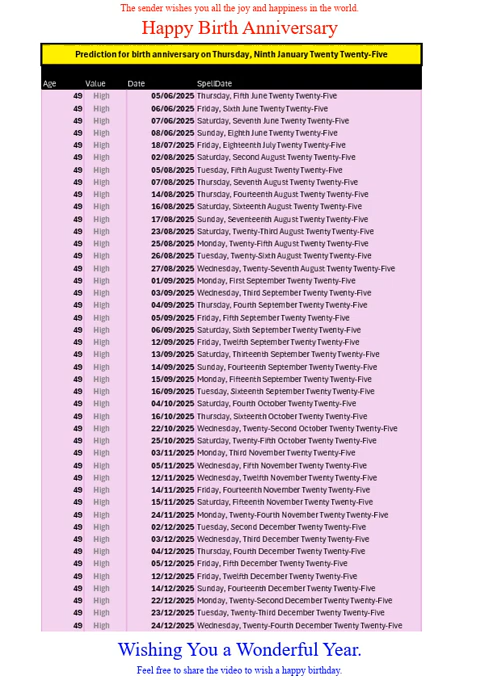 The sender wishes you all the joy and happiness in the world.
Happy Birth Anniversary
Prediction for birth anniversary on Thursday, Ninth January Twenty Twenty-Five
Age Value Date SpellDate
49 High 05/06/2025 Thursday, Fifth June Twenty Twenty-Five
49 High 06/06/2025 Friday, Sixth June Twenty Twenty-Five
49 High 07/06/2025 Saturday, Seventh June Twenty Twenty-Five
49 High 08/06/2025 Sunday, Eighth June Twenty Twenty-Five
49 High 18/07/2025 Friday, Eighteenth July Twenty Twenty-Five
49 High 02/08/2025 Saturday, Second August Twenty Twenty-Five
49 High 05/08/2025 Tuesday, Fifth August Twenty Twenty-Five
49 High 07/08/2025 Thursday, Seventh August Twenty Twenty-Five
49 High 14/08/2025 Thursday, Fourteenth August Twenty Twenty-Five
49 High 16/08/2025 Saturday, Sixteenth August Twenty Twenty-Five
49 High 17/08/2025 Sunday, Seventeenth August Twenty Twenty-Five
49 High 23/08/2025 Saturday, Twenty-Third August Twenty Twenty-Five
49 High 25/08/2025 Monday, Twenty-Fifth August Twenty Twenty-Five
49 High 26/08/2025 Tuesday, Twenty-Sixth August Twenty Twenty-Five
49 High 27/08/2025 Wednesday, Twenty-Seventh August Twenty Twenty-Five
49 High 01/09/2025 Monday, First September Twenty Twenty-Five
49 High 03/09/2025 Wednesday, Third September Twenty Twenty-Five
49 High 04/09/2025 Thursday, Fourth September Twenty Twenty-Five
49 High 05/09/2025 Friday, Fifth September Twenty Twenty-Five
49 High 06/09/2025 Saturday, Sixth September Twenty Twenty-Five
49 High 12/09/2025 Friday, Twelfth September Twenty Twenty-Five
49 High 13/09/2025 Saturday, Thirteenth September Twenty Twenty-Five
49 High 14/09/2025 Sunday, Fourteenth September Twenty Twenty-Five
49 High 15/09/2025 Monday, Fifteenth September Twenty Twenty-Five
49 High 16/09/2025 Tuesday, Sixteenth September Twenty Twenty-Five
49 High 04/10/2025 Saturday, Fourth October Twenty Twenty-Five
49 High 16/10/2025 Thursday, Sixteenth October Twenty Twenty-Five
49 High 22/10/2025 Wednesday, Twenty-Second October Twenty Twenty-Five
49 High 25/10/2025 Saturday, Twenty-Fifth October Twenty Twenty-Five
49 High 03/11/2025 Monday, Third November Twenty Twenty-Five
49 High 05/11/2025 Wednesday, Fifth November Twenty Twenty-Five
49 High 12/11/2025 Wednesday, Twelfth November Twenty Twenty-Five
49 High 14/11/2025 Friday, Fourteenth November Twenty Twenty-Five
49 High 15/11/2025 Saturday, Fifteenth November Twenty Twenty-Five
49 High 24/11/2025 Monday, Twenty-Fourth November Twenty Twenty-Five
49 High 02/12/2025 Tuesday, Second December Twenty Twenty-Five
49 High 03/12/2025 Wednesday, Third December Twenty Twenty-Five
49 High 04/12/2025 Thursday, Fourth December Twenty Twenty-Five
49 High 05/12/2025 Friday, Fifth December Twenty Twenty-Five
49 High 12/12/2025 Friday, Twelfth December Twenty Twenty-Five
49 High 14/12/2025 Sunday, Fourteenth December Twenty Twenty-Five
49 High 22/12/2025 Monday, Twenty-Second December Twenty Twenty-Five
49 High 23/12/2025 Tuesday, Twenty-Third December Twenty Twenty-Five
49 High 24/12/2025 Wednesday, Twenty-Fourth December Twenty Twenty-Five
Wishing You a Wonderful Year.
Feel free to share the video to wish a happy birthday.